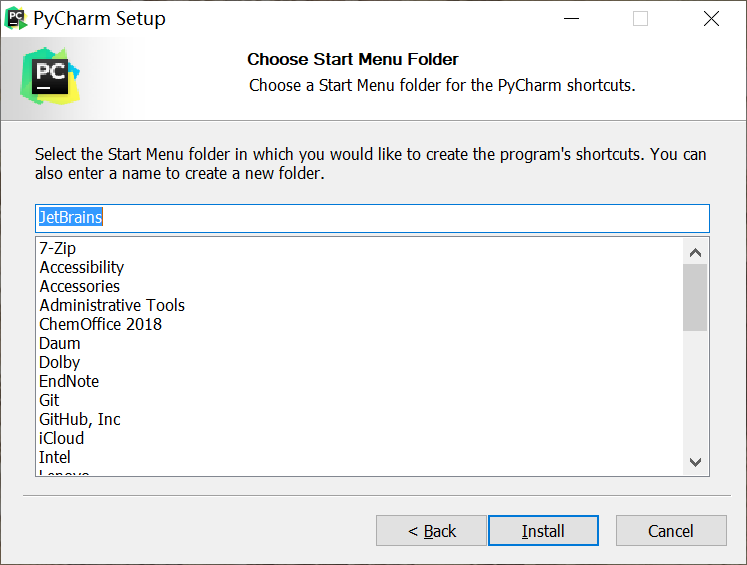 PC PyCharm Setup
PC
Choose Start Menu Folder
Choose a Start Menu folder for the PyCharm shortcuts.
Select the Start Menu folder in which you would like to create the program's shortcuts. You can
also enter a name to create a new folder.
JetBrains
7-Zip
Accessibility
Accessories
Administrative Tools
ChemOffice 2018
Daum
Dolby
EndNote
Git
GitHub, Inc
iCloud
Intel
Lenovo
< Back Install Cancel